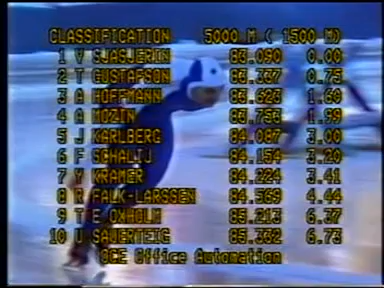 CLASSIFICATION 5000 M ( 1500 M)
1 V SJASJERIN 83.090 0.00
2 T GUSTAFSON 83.337 0.75
3 A HOFFMANN 83.623 1.60
4 A MOZIN 83.753 1.99
5 J KARLBERG 84.087 3.00
6 F SCHALIJ 84.154 3.20
7 Y KRAMER 84.224 3.41
8 R FALK-LARSSEN 84.569 4.44
9 T E OXHOLM 85.213 6.37
10 U SAUERTEIG 85.332 6.73
OCE Office Automation